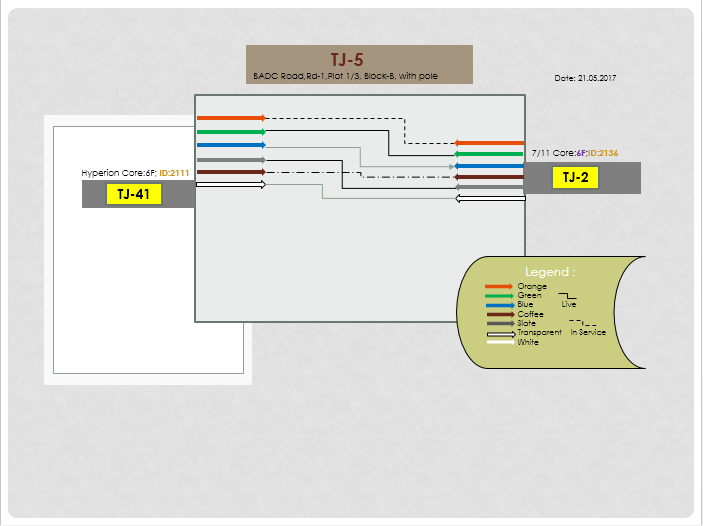 TJ-5
BADC Road,Rd-1,Plot 1/3, Block-B, with pole
Date: 21.05.2017
7/11 Core:6F;ID:2136
TJ-2
Hyperion Core:6F; ID:2111
TJ-41
Legend :
Orange
Green
Blue
Live
Coffee
Slate
Transparent
In Service
White